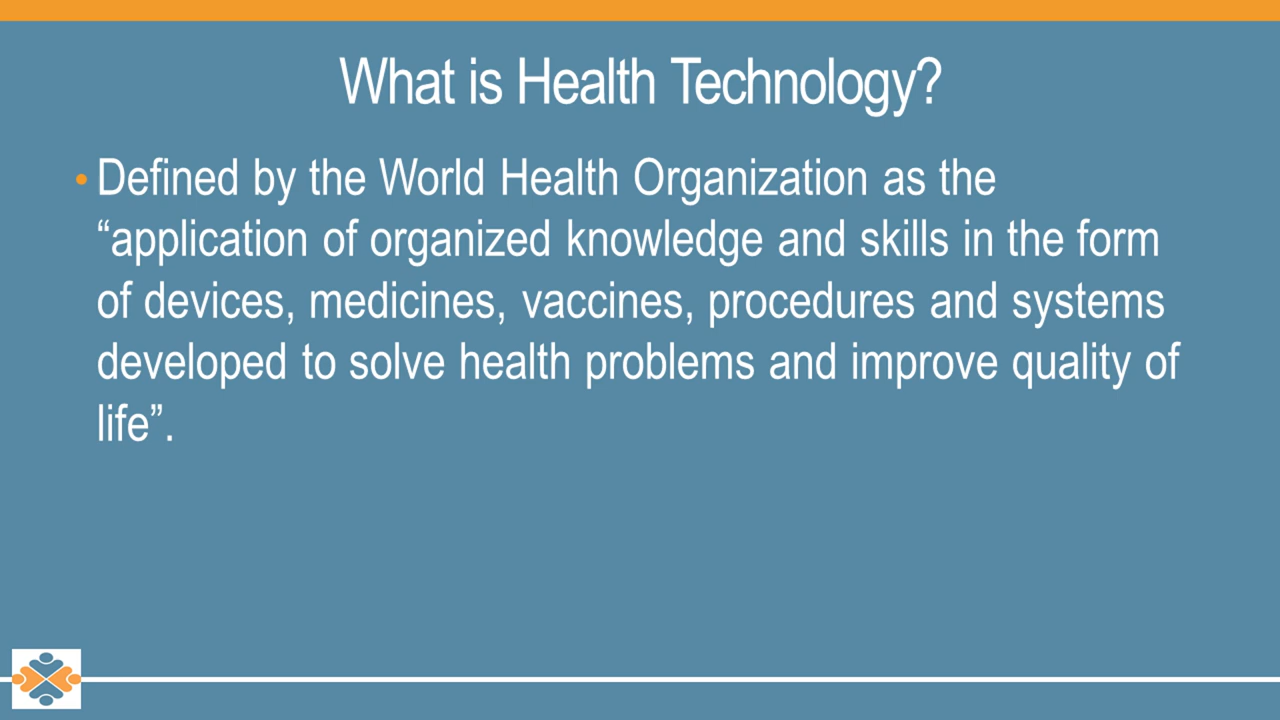 What is Health Technology?
• Defined by the World Health Organization as the
“application of organized knowledge and skills in the form
of devices, medicines, vaccines, procedures and systems
developed to solve health problems and improve quality of
life”.